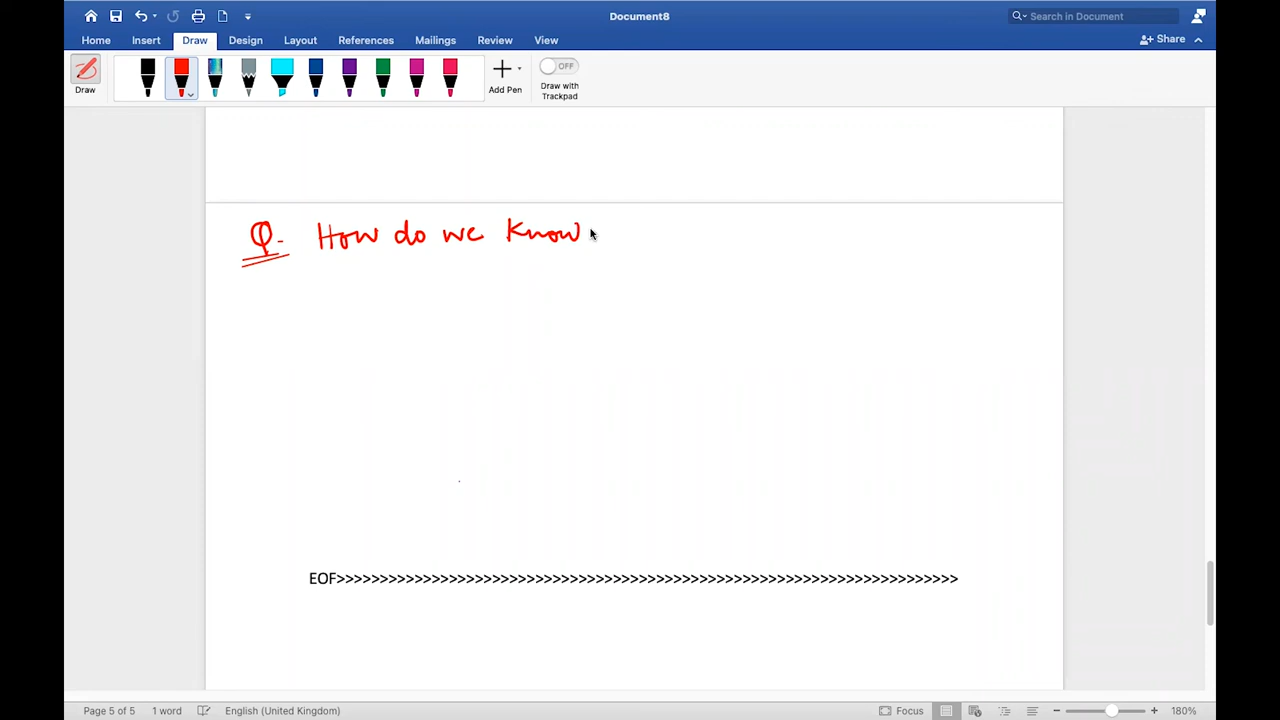 Document8
Search in Document
Home Insert Draw Design Layout References Mailings Review View
Share
OFF
Draw
Add Pen
Draw with
Trackpad
Q. How do we know
EOF>>>>>>>>>>>>>>>>>>>>>>>>>>>>>>>>>>>>>>>>>>>>>>>>>>>>>>>>>>>>>>>>>>>>>>>>
Page 5 of 5 1 word English (United Kingdom) Focus 180%